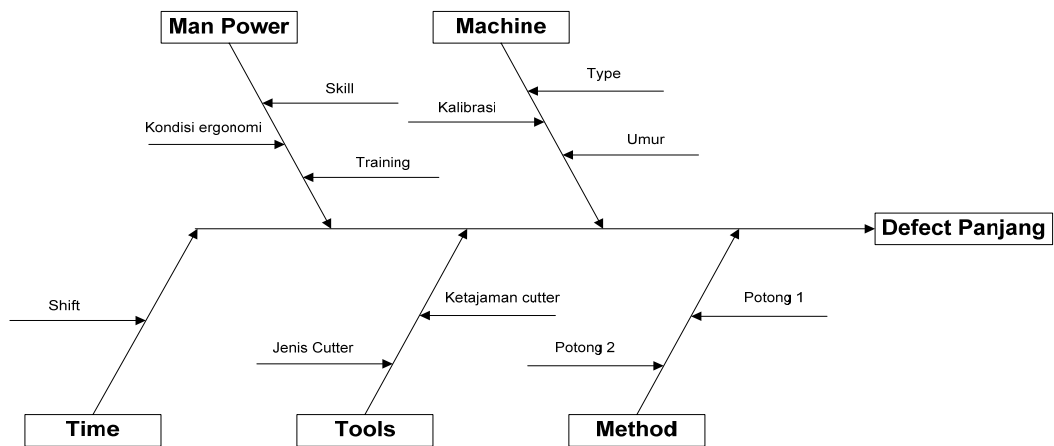 Man Power
Machine
Skill
Kondisi ergonomi
Training
Type
Kalibrasi
Umur
Defect Panjang
Shift
Ketajaman cutter
Jenis Cutter
Potong 1
Potong 2
Time
Tools
Method